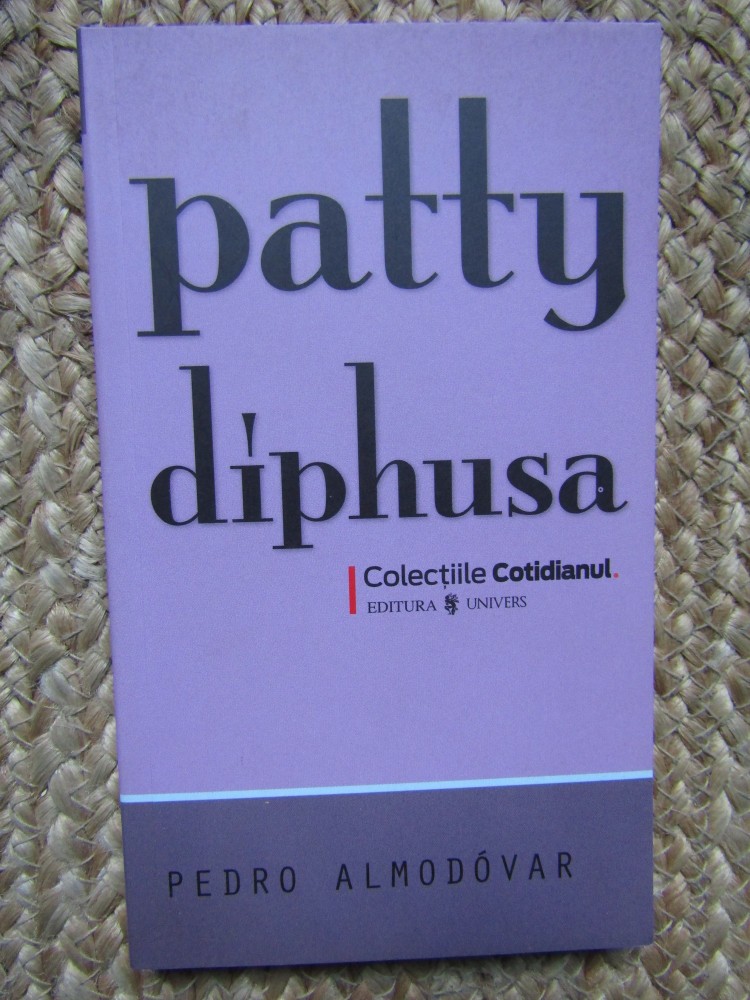 patty
diphusa
Colecțiile Cotidianul.
EDITURA UNIVERS
PEDRO ALMODÓVAR